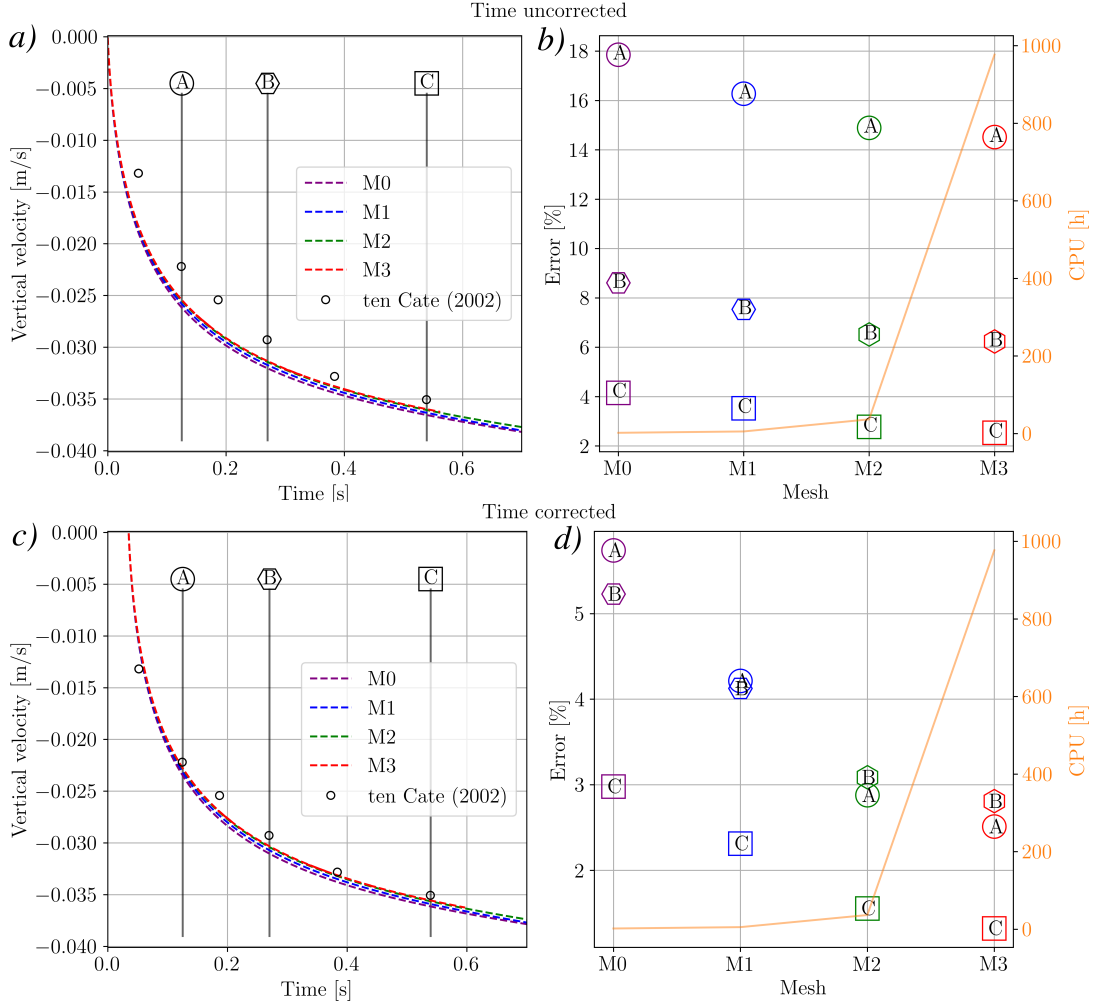 Time uncorrected
a)
0.000
−0.005
−0.010
−0.015
−0.020
−0.025
−0.030
−0.035
−0.040
Vertical velocity [m/s]
A
B
C
M0
M1
M2
M3
ten Cate (2002)
0.0
0.2
0.4
0.6
Time [s]
b)
18
16
14
12
10
8
6
4
2
Error [%]
A
A
A
A
B
B
B
B
C
C
C
C
1000
800
600
400
200
0
CPU [h]
M0
M1
M2
M3
Mesh
Time corrected
c)
0.000
−0.005
−0.010
−0.015
−0.020
−0.025
−0.030
−0.035
−0.040
Vertical velocity [m/s]
A
B
C
M0
M1
M2
M3
ten Cate (2002)
0.0
0.2
0.4
0.6
Time [s]
d)
5
4
3
2
Error [%]
A
B
A
B
B
A
B
A
C
C
C
C
1000
800
600
400
200
0
CPU [h]
M0
M1
M2
M3
Mesh